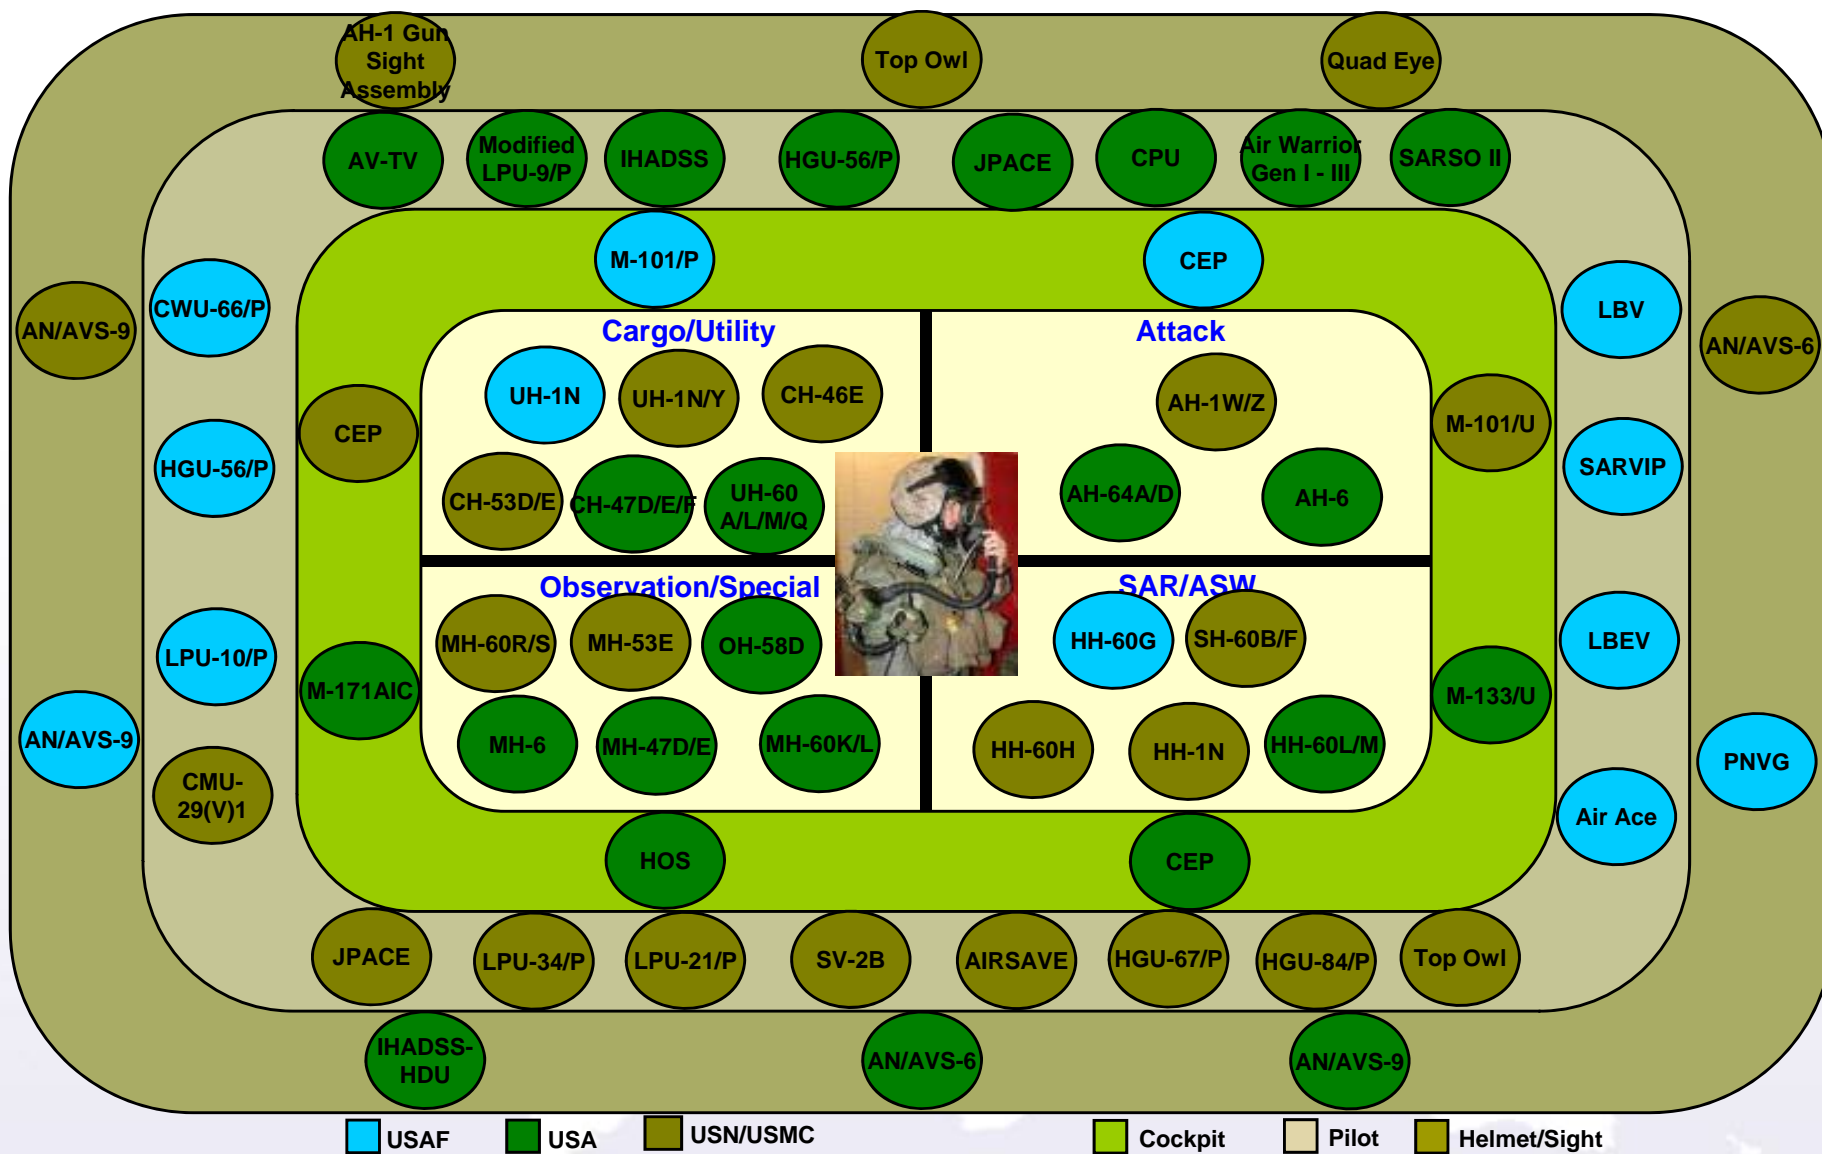 AH-1 Gun
Sight
Assembly
Top Owl
Quad Eye
AV-TV
Modified
LPU-9/P
IHADSS
HGU-56/P
JPACE
CPU
Air Warrior
Gen I - III
SARSO II
M-101/P
CEP
CWU-66/P
LBV
AN/AVS-9
AN/AVS-6
Cargo/Utility
Attack
UH-1N
UH-1N/Y
CH-46E
AH-1W/Z
CEP
M-101/U
HGU-56/P
SARVIP
CH-53D/E
CH-47D/E/F
UH-60
A/L/M/Q
AH-64A/D
AH-6
Observation/Special
SAR/ASW
MH-60R/S
MH-53E
OH-58D
HH-60G
SH-60B/F
LPU-10/P
LBEV
M-171AIC
M-133/U
MH-6
MH-47D/E
MH-60K/L
HH-60H
HH-1N
HH-60L/M
AN/AVS-9
PNVG
CMU-
29(V)1
Air Ace
HOS
CEP
JPACE
LPU-34/P
LPU-21/P
SV-2B
AIRSAVE
HGU-67/P
HGU-84/P
Top Owl
IHADSS-
HDU
AN/AVS-6
AN/AVS-9
USAF
USA
USN/USMC
Cockpit
Pilot
Helmet/Sight